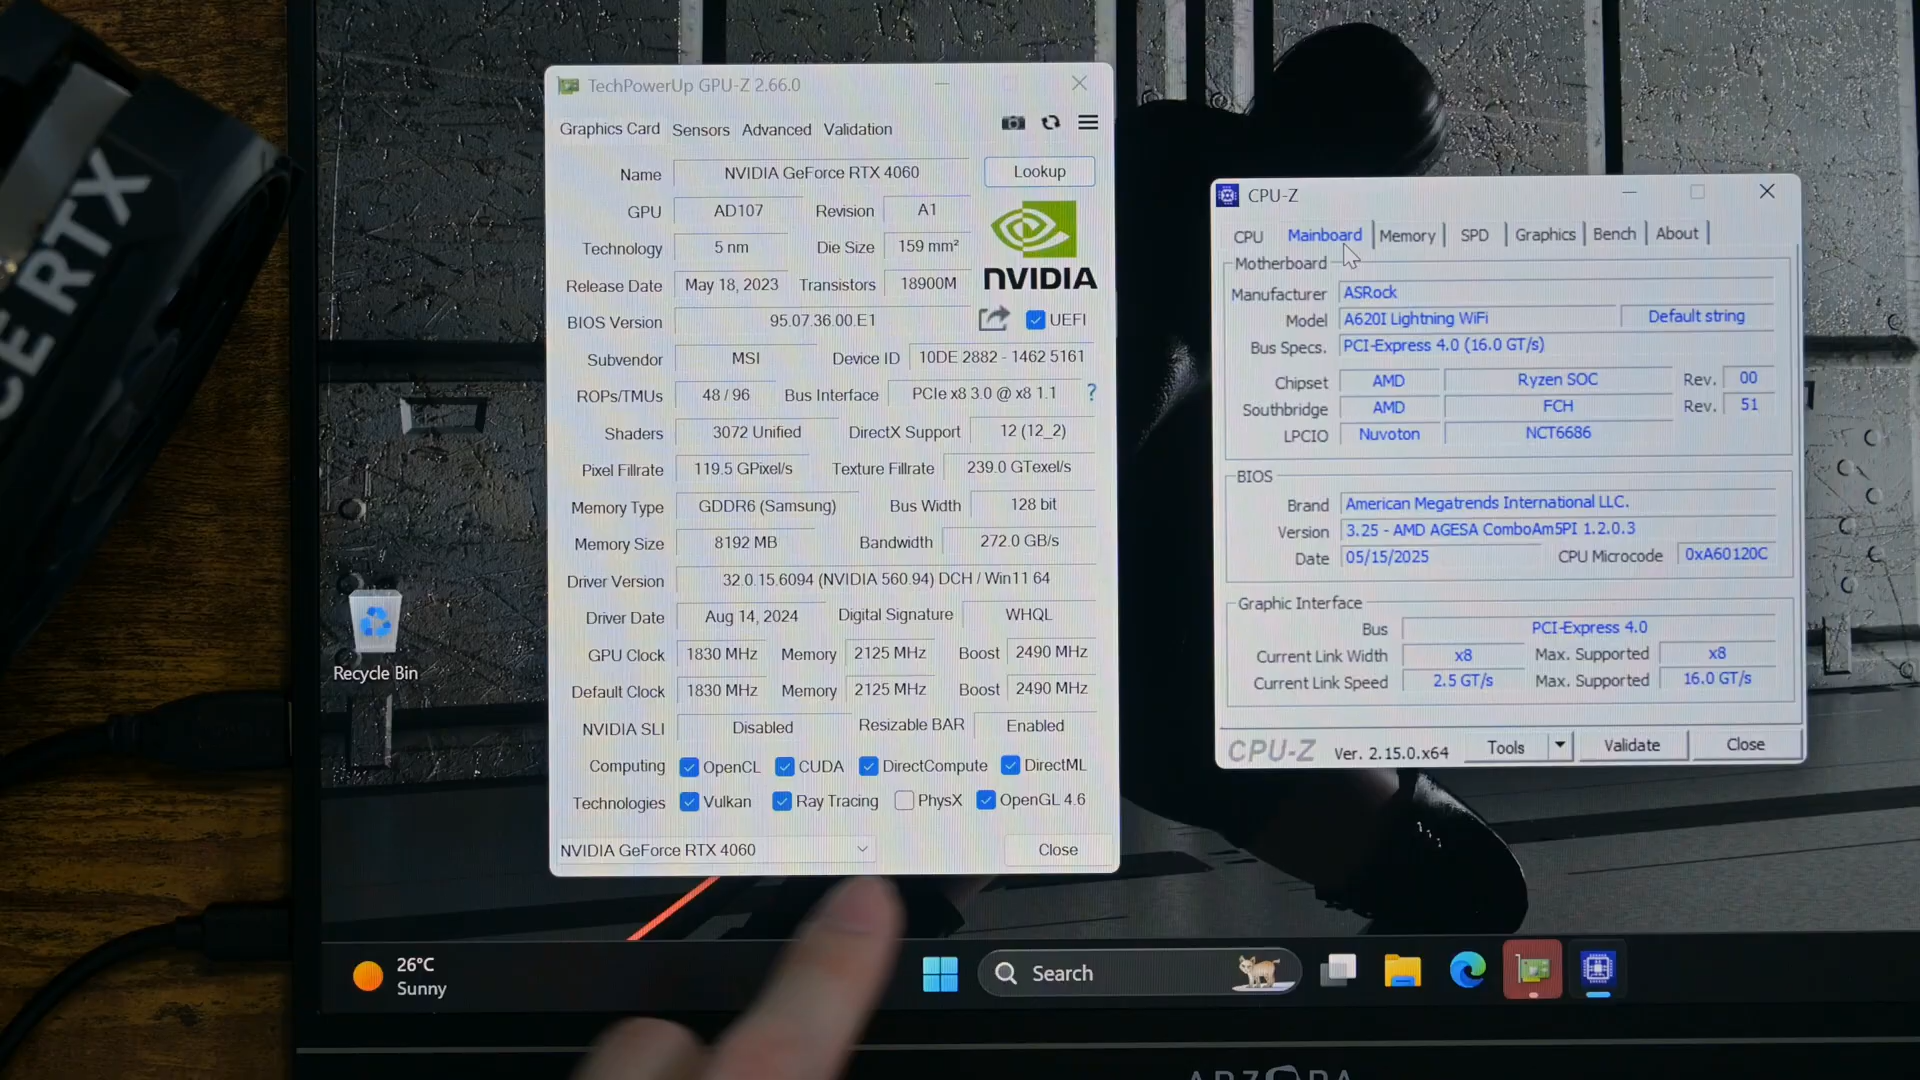 CE RTX
TechPowerUp GPU-Z 2.66.0
Graphics Card Sensors Advanced Validation
Name NVIDIA GeForce RTX 4060 Lookup
GPU AD107 Revision A1
Technology 5 nm Die Size 159 mm²
NVIDIA
Release Date May 18, 2023 Transistors 18900M
BIOS Version 95.07.36.00.E1 UEFI
Subvendor MSI Device ID 10DE 2882 - 1462 5161
ROPs/TMUs 48 / 96 Bus Interface PCIe x8 3.0 @ x8 1.1 ?
Shaders 3072 Unified DirectX Support 12 (12_2)
Pixel Fillrate 119.5 GPixel/s Texture Fillrate 239.0 GTexel/s
Memory Type GDDR6 (Samsung) Bus Width 128 bit
Memory Size 8192 MB Bandwidth 272.0 GB/s
Driver Version 32.0.15.6094 (NVIDIA 560.94) DCH / Win11 64
Driver Date Aug 14, 2024 Digital Signature WHQL
GPU Clock 1830 MHz Memory 2125 MHz Boost 2490 MHz
Default Clock 1830 MHz Memory 2125 MHz Boost 2490 MHz
NVIDIA SLI Disabled Resizable BAR Enabled
Computing OpenCL CUDA DirectCompute DirectML
Technologies Vulkan Ray Tracing PhysX OpenGL 4.6
NVIDIA GeForce RTX 4060 Close
CPU-Z
CPU Mainboard Memory SPD Graphics Bench About
Motherboard
Manufacturer ASRock
Model A620I Lightning WiFi Default string
Bus Specs. PCI-Express 4.0 (16.0 GT/s)
Chipset AMD Ryzen SOC Rev. 00
Southbridge AMD FCH Rev. 51
LPCIO Nuvoton NCT6686
BIOS
Brand American Megatrends International LLC.
Version 3.25 - AMD AGESA ComboAm5PI 1.2.0.3
Date 05/15/2025 CPU Microcode 0xA60120C
Graphic Interface
Bus PCI-Express 4.0
Current Link Width x8 Max. Supported x8
Current Link Speed 2.5 GT/s Max. Supported 16.0 GT/s
CPU-Z Ver. 2.15.0.x64 Tools Validate Close
Recycle Bin
26°C
Sunny
Search